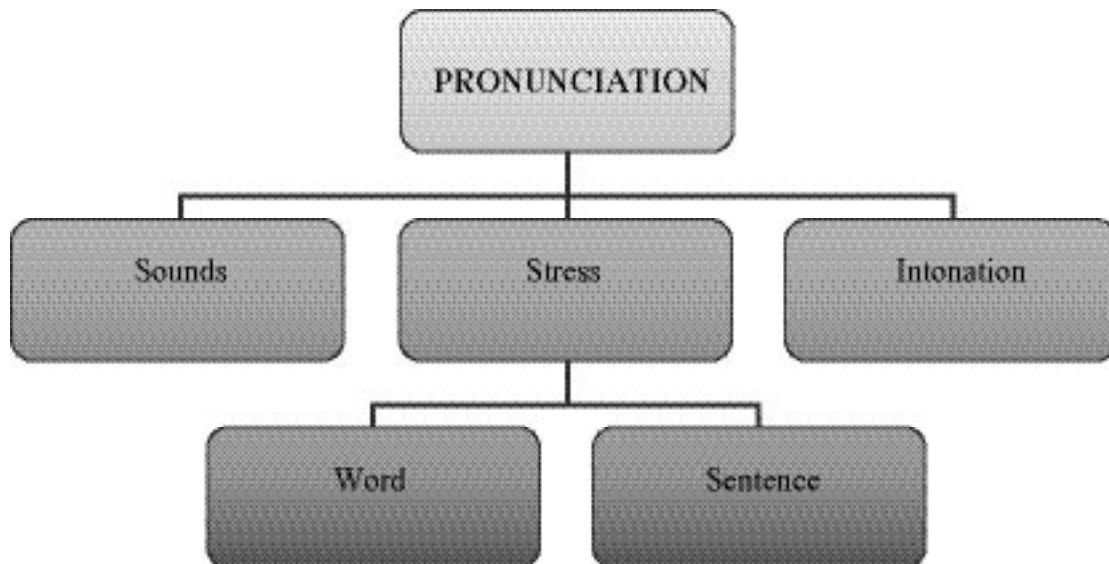 PRONUNCIATION
Sounds
Stress
Intonation
Word
Sentence